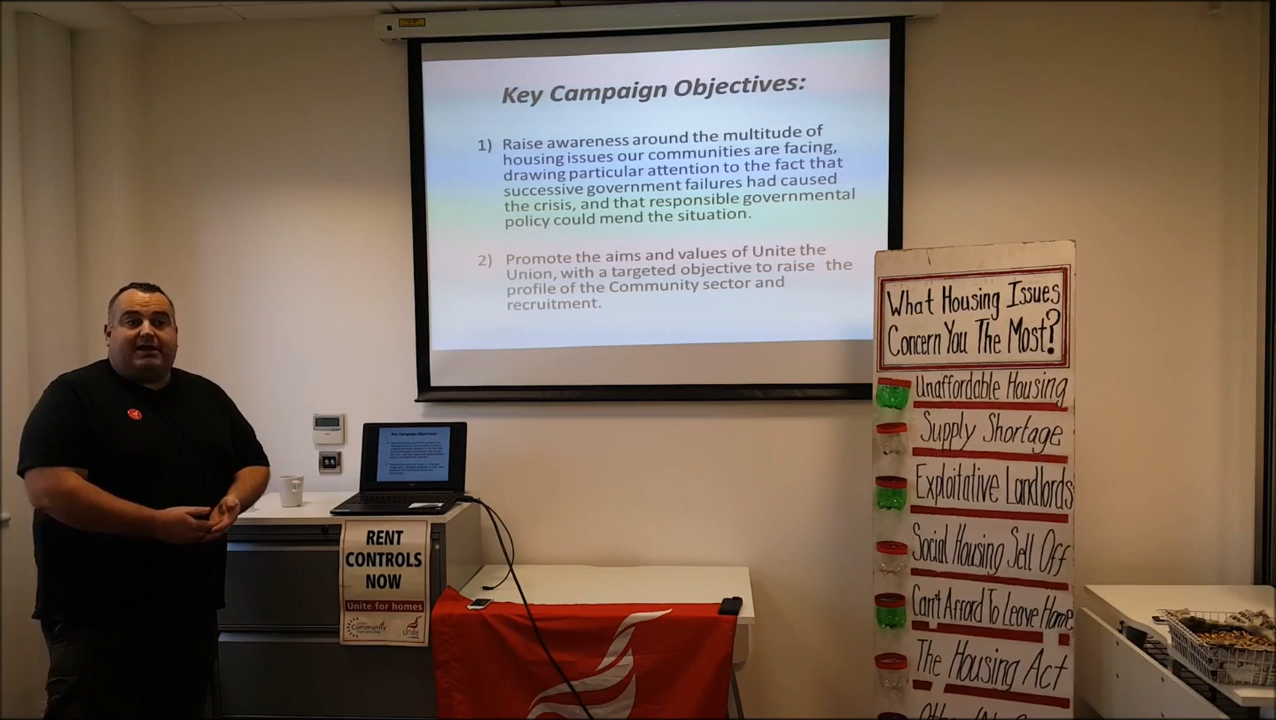 Key Campaign Objectives:
1) Raise awareness around the multitude of
housing issues our communities are facing,
drawing particular attention to the fact that
successive government failures had caused
the crisis, and that responsible governmental
policy could mend the situation.
2) Promote the aims and values of Unite the
Union, with a targeted objective to raise the
profile of the Community sector and
recruitment.
What Housing Issues
Concern You The Most?
Unaffordable Housing
Supply Shortage
Exploitative Landlords
Social Housing Sell Off
Can't Afford To Leave Home
The Housing Act
Key Campaign Objectives:
RENT
CONTROLS
NOW
Unite for homes
Community
Unite